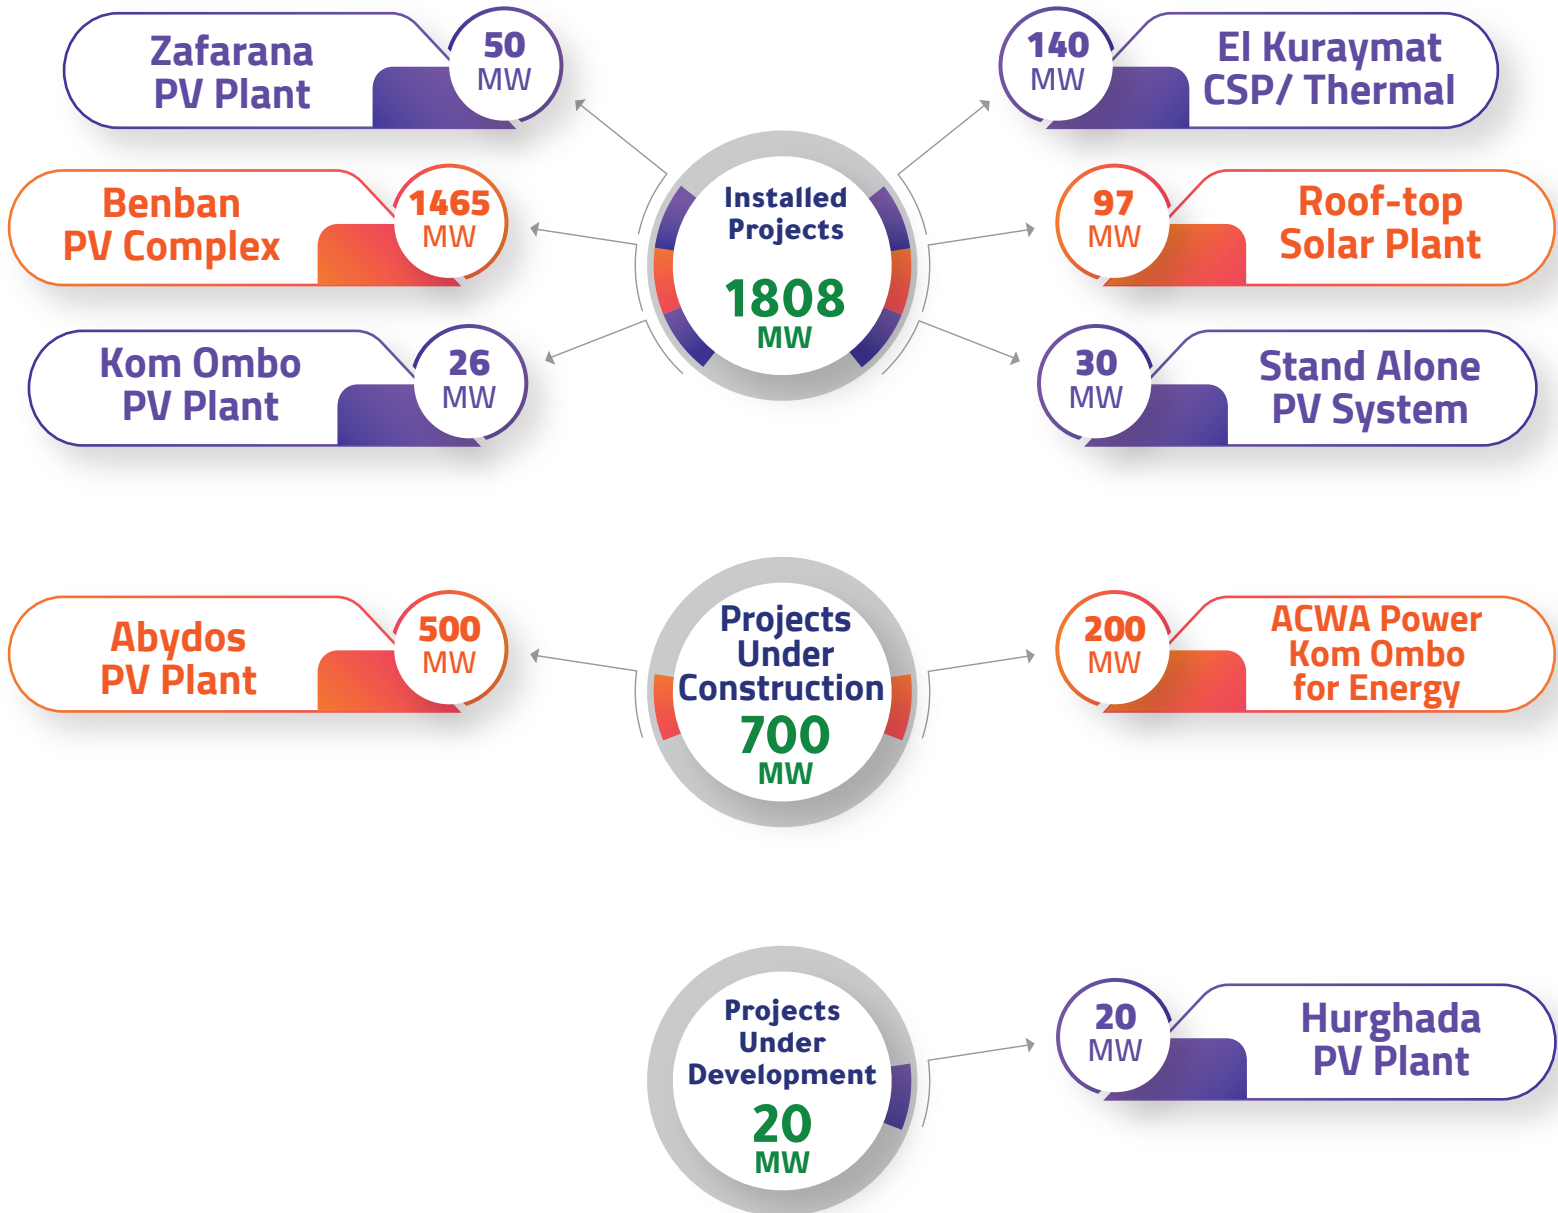 Zafarana
PV Plant
50
MW
140
MW
El Kuraymat
CSP/ Thermal
Benban
PV Complex
1465
MW
Installed
Projects
1808
MW
97
MW
Roof-top
Solar Plant
Kom Ombo
PV Plant
26
MW
30
MW
Stand Alone
PV System
Abydos
PV Plant
500
MW
Projects
Under
Construction
700
MW
200
MW
ACWA Power
Kom Ombo
for Energy
Projects
Under
Development
20
MW
20
MW
Hurghada
PV Plant